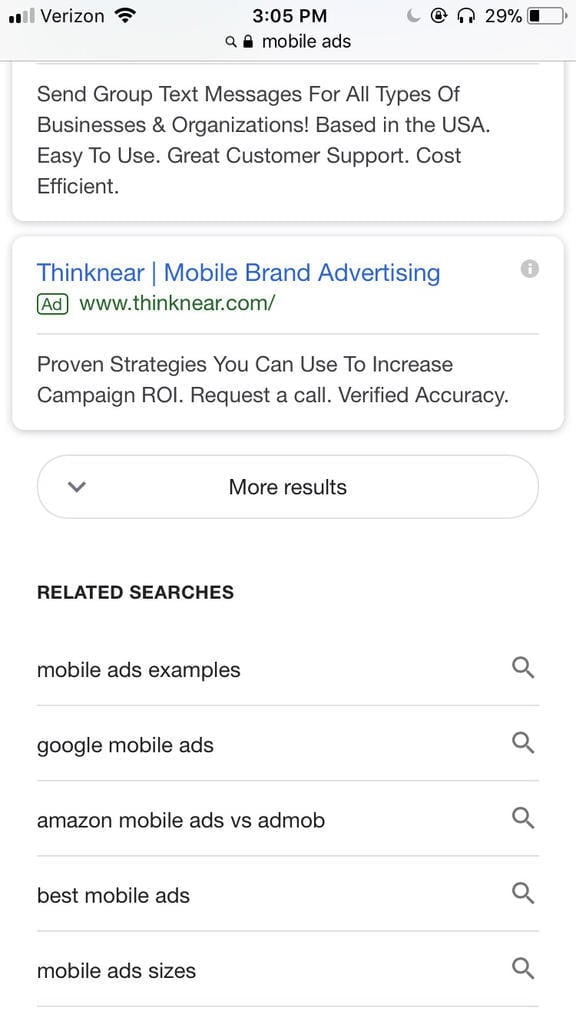 Verizon 3:05 PM 29%
mobile ads
Send Group Text Messages For All Types Of
Businesses & Organizations! Based in the USA.
Easy To Use. Great Customer Support. Cost
Efficient.
Thinknear | Mobile Brand Advertising
Ad www.thinknear.com/
Proven Strategies You Can Use To Increase
Campaign ROI. Request a call. Verified Accuracy.
More results
RELATED SEARCHES
mobile ads examples
google mobile ads
amazon mobile ads vs admob
best mobile ads
mobile ads sizes